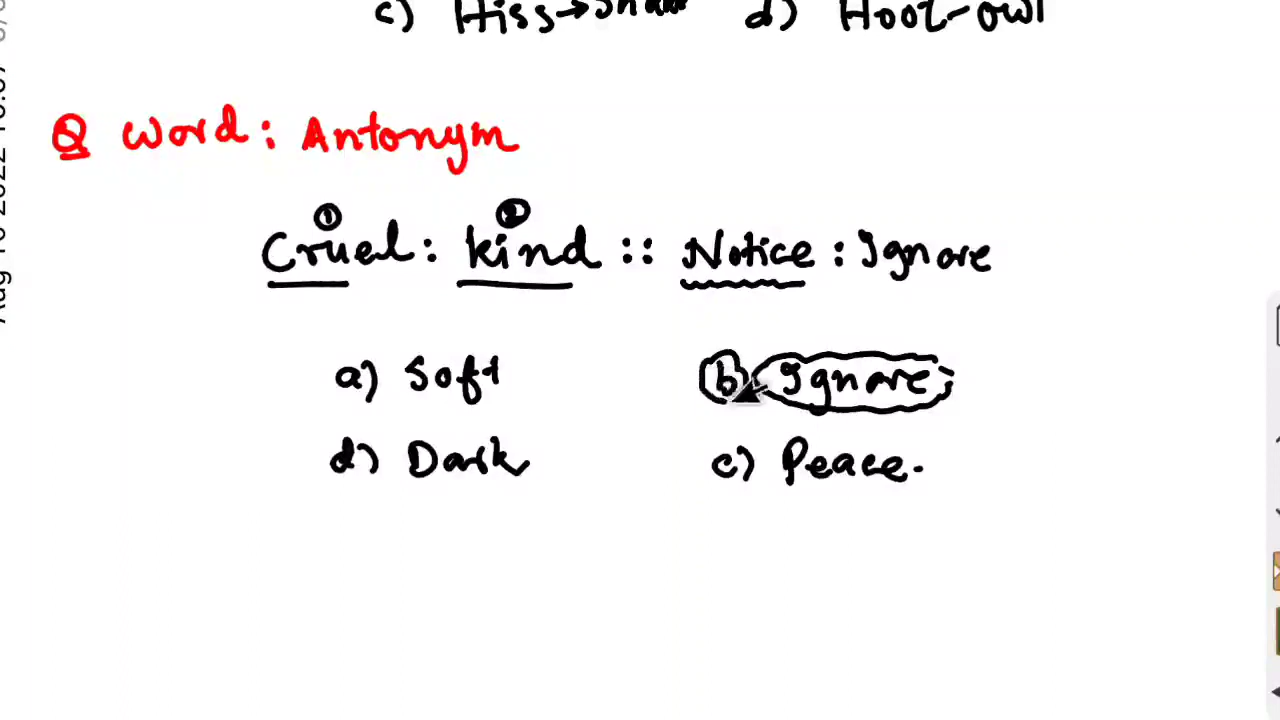 c) Hiss→Snake d) Hoot-owl
Q Word: Antonym
① ②
Cruel: kind :: Notice : Ignore
a) Soft b) Ignore
d) Dark c) Peace.